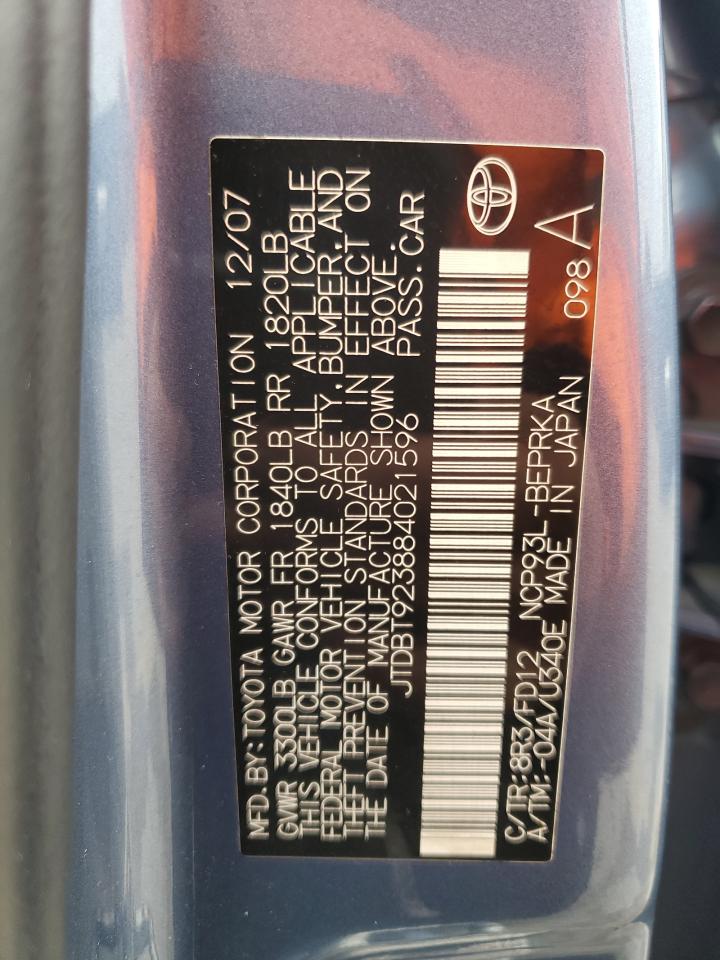 MFD.BY:TOYOTA MOTOR CORPORATION 12/07
GVWR 3300LB GAWR FR 1840LB RR 1820LB
THIS VEHICLE CONFORMS TO ALL APPLICABLE
FEDERAL MOTOR VEHICLE SAFETY,BUMPER,AND
THEFT PREVENTION STANDARDS IN EFFECT ON
THE DATE OF MANUFACTURE SHOWN ABOVE.
JTDBT923884021596 PASS.CAR
C/TR:8R3/FD12 NCP93L-BEPRKA 098 A
A/TM:-04A/U340E MADE IN JAPAN